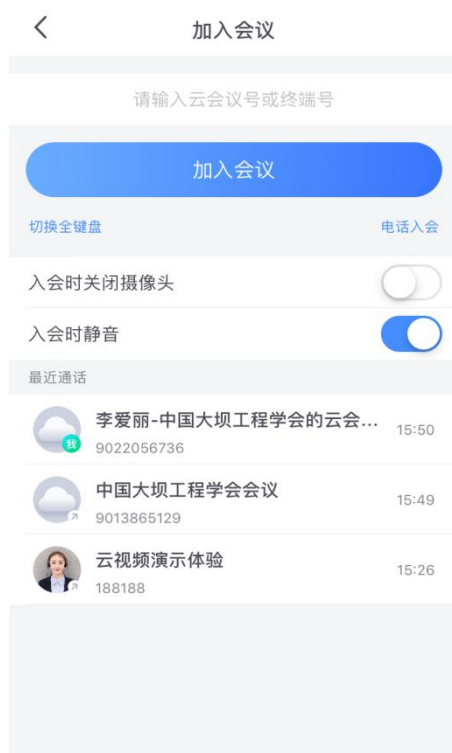 加入会议
请输入云会议号或终端号
加入会议
切换全键盘 电话入会
入会时关闭摄像头
入会时静音
最近通话
李爱丽-中国大坝工程学会的云会... 15:50
我
9022056736
中国大坝工程学会会议 15:49
9013865129
云视频演示体验 15:26
188188